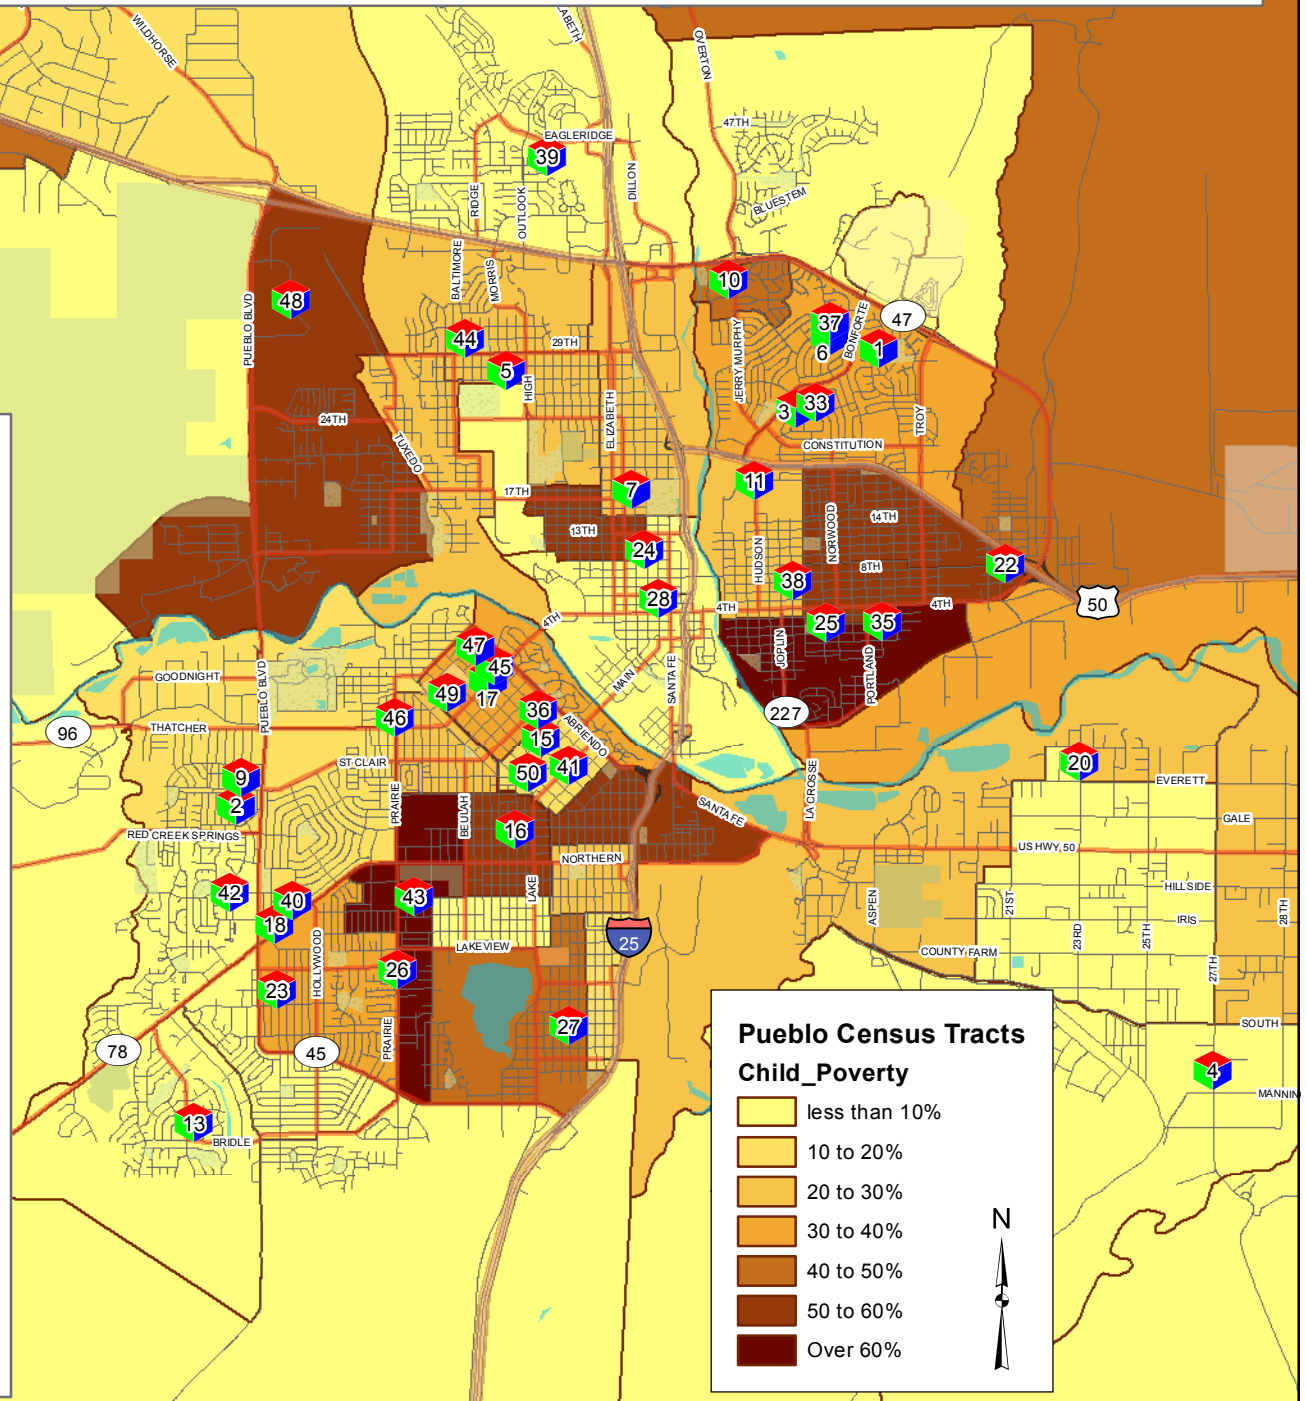 WILDHORSE
ABETH
OVERTON
47TH
EAGLERIDGE
39
DILLON
RIDGE
OUTLOOK
BLUESTEM
BALTIMORE
MORRIS
10
48
PUEBLO BLVD
44
29TH
5
HIGH
JERRY MURPHY
37
6
BONFORTE
47
1
3
33
TROY
ELIZABETH
24TH
TUXEDO
CONSTITUTION
17TH
7
11
13TH
14TH
NORWOOD
24
HUDSON
8TH
22
38
28
4TH
4TH
50
4TH
25
35
47
45
17
49
JOPLIN
PORTLAND
GOODNIGHT
PUEBLO BLVD
MAIN
SANTA FE
46
36
227
96
THATCHER
ABRIENDO
15
ST CLAIR
41
50
20
EVERETT
9
2
PRAIRIE
BEULAH
LA CROSSE
SANTA FE
GALE
RED CREEK SPRINGS
16
US HWY, 50
NORTHERN
42
40
43
LAKE
HILLSIDE
18
ASPEN
21ST
IRIS
28TH
25
23RD
25TH
HOLLYWOOD
LAKEVIEW
COUNTY FARM
26
27TH
23
27
SOUTH
78
45
PRAIRIE
4
MANNIN
13
BRIDLE
Pueblo Census Tracts
Child_Poverty
less than 10%
10 to 20%
20 to 30%
30 to 40%
40 to 50%
50 to 60%
Over 60%
N